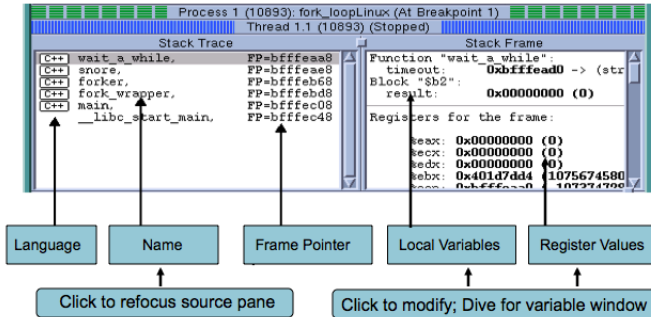 Process 1 (10893): fork_loopLinux (At Breakpoint 1)
Thread 1.1 (10893) (Stopped)
Stack Trace
C++ wait_a_while, FP=bfffeaa8
C++ snore, FP=bfffeae8
C++ forker, FP=bfffeb68
C++ fork_wrapper, FP=bfffebd8
C++ main, FP=bfffec08
__libc_start_main, FP=bfffec48
Stack Frame
Function "wait_a_while":
timeout: 0xbfffead0 -> (str
Block "$b2":
result: 0x00000000 (0)
Registers for the frame:
%eax: 0x00000000 (0)
%ecx: 0x00000000 (0)
%edx: 0x00000000 (0)
%ebx: 0x401d7dd4 (1075674580
Language
Name
Frame Pointer
Local Variables
Register Values
Click to refocus source pane
Click to modify; Dive for variable window